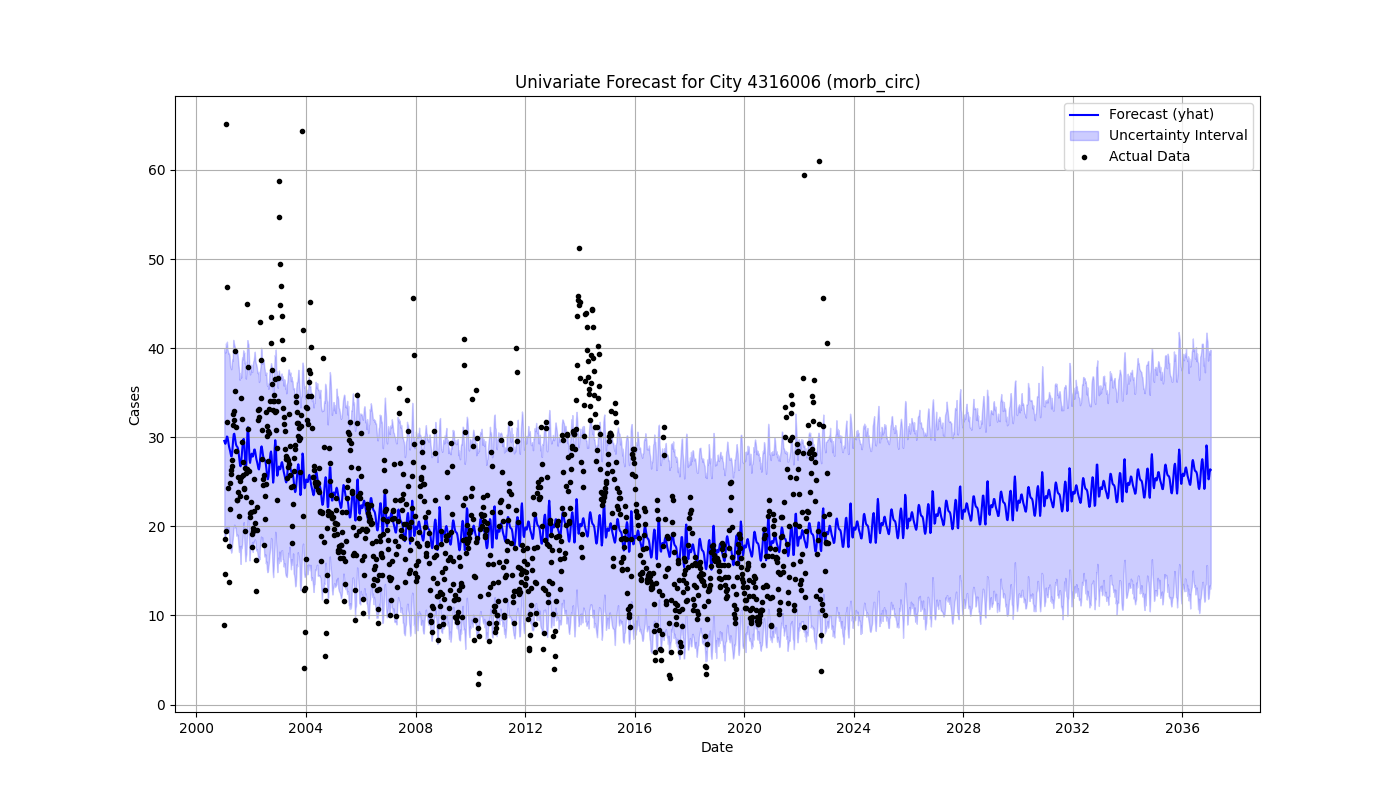 Univariate Forecast for City 4316006 (morb_circ)
Forecast (yhat)
Uncertainty Interval
Actual Data
Cases
60
50
40
30
20
10
0
2000 2004 2008 2012 2016 2020 2024 2028 2032 2036
Date